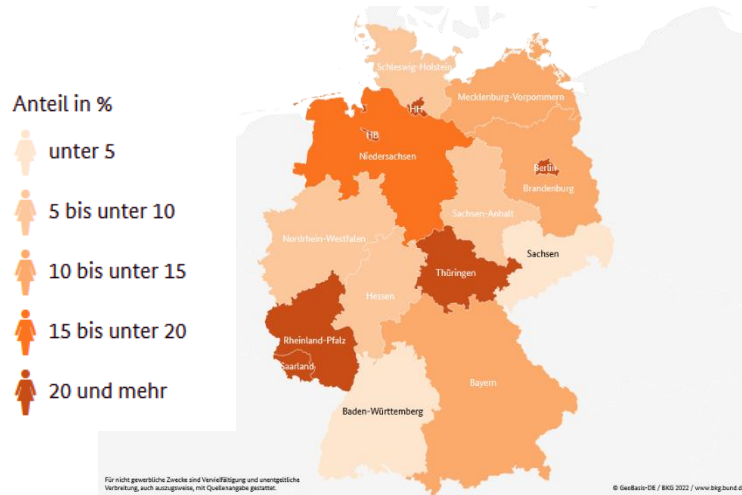 Anteil in %
unter 5
5 bis unter 10
10 bis unter 15
15 bis unter 20
20 und mehr
Schleswig-Holstein
HH
Mecklenburg-Vorpommern
HB
Niedersachsen
Berlin
Brandenburg
Sachsen-Anhalt
Nordrhein-Westfalen
Sachsen
Thüringen
Hessen
Rheinland-Pfalz
Saarland
Bayern
Baden-Württemberg
Für nicht gewerbliche Zwecke sind Vervielfältigung und unentgeltliche
Verbreitung, auch auszugsweise, mit Quellenangabe gestattet.
© GeoBasis-DE / BKG 2022 / www.bkg.bund.d